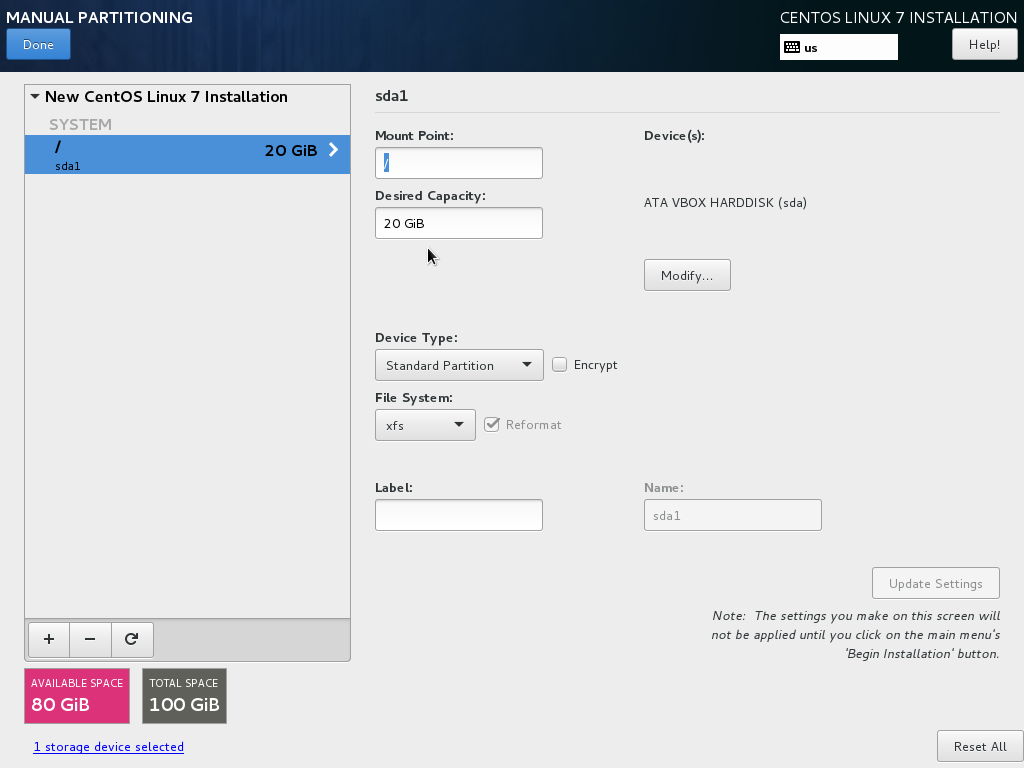 MANUAL PARTITIONING
CENTOS LINUX 7 INSTALLATION
Done
us
Help!
New CentOS Linux 7 Installation
SYSTEM
/
20 GiB
sda1
sda1
Mount Point:
/
Device(s):
Desired Capacity:
20 GiB
ATA VBOX HARDDISK (sda)
Modify...
Device Type:
Standard Partition
Encrypt
File System:
xfs
Reformat
Label:
Name:
sda1
Update Settings
Note: The settings you make on this screen will
not be applied until you click on the main menu's
'Begin Installation' button.
+
−
AVAILABLE SPACE
80 GiB
TOTAL SPACE
100 GiB
1 storage device selected
Reset All